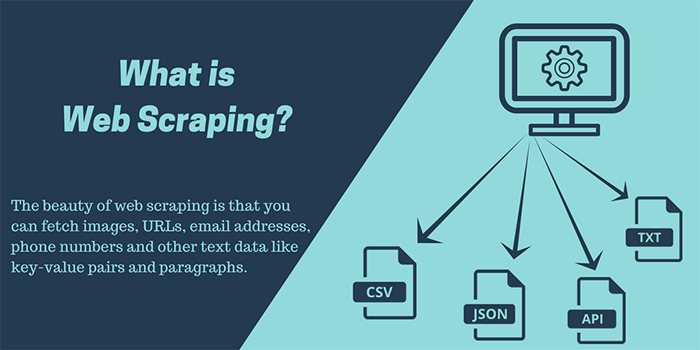 What is
Web Scraping?
The beauty of web scraping is that you
can fetch images, URLs, email addresses,
phone numbers and other text data like
key-value pairs and paragraphs.
CSV
JSON
API
TXT